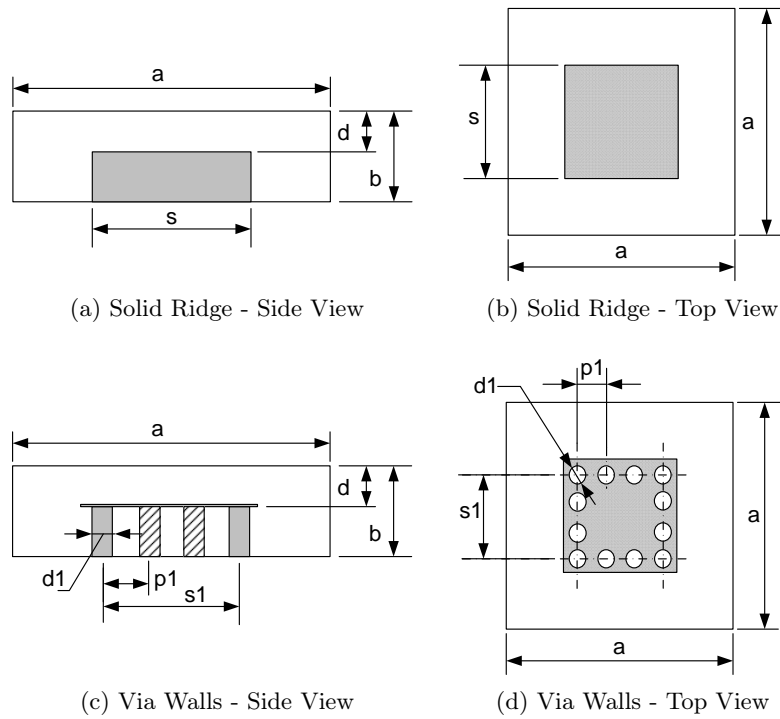 a
d
b
s
(a) Solid Ridge - Side View
s
a
a
(b) Solid Ridge - Top View
a
d
b
d1
p1
s1
(c) Via Walls - Side View
p1
d1
s1
a
a
(d) Via Walls - Top View